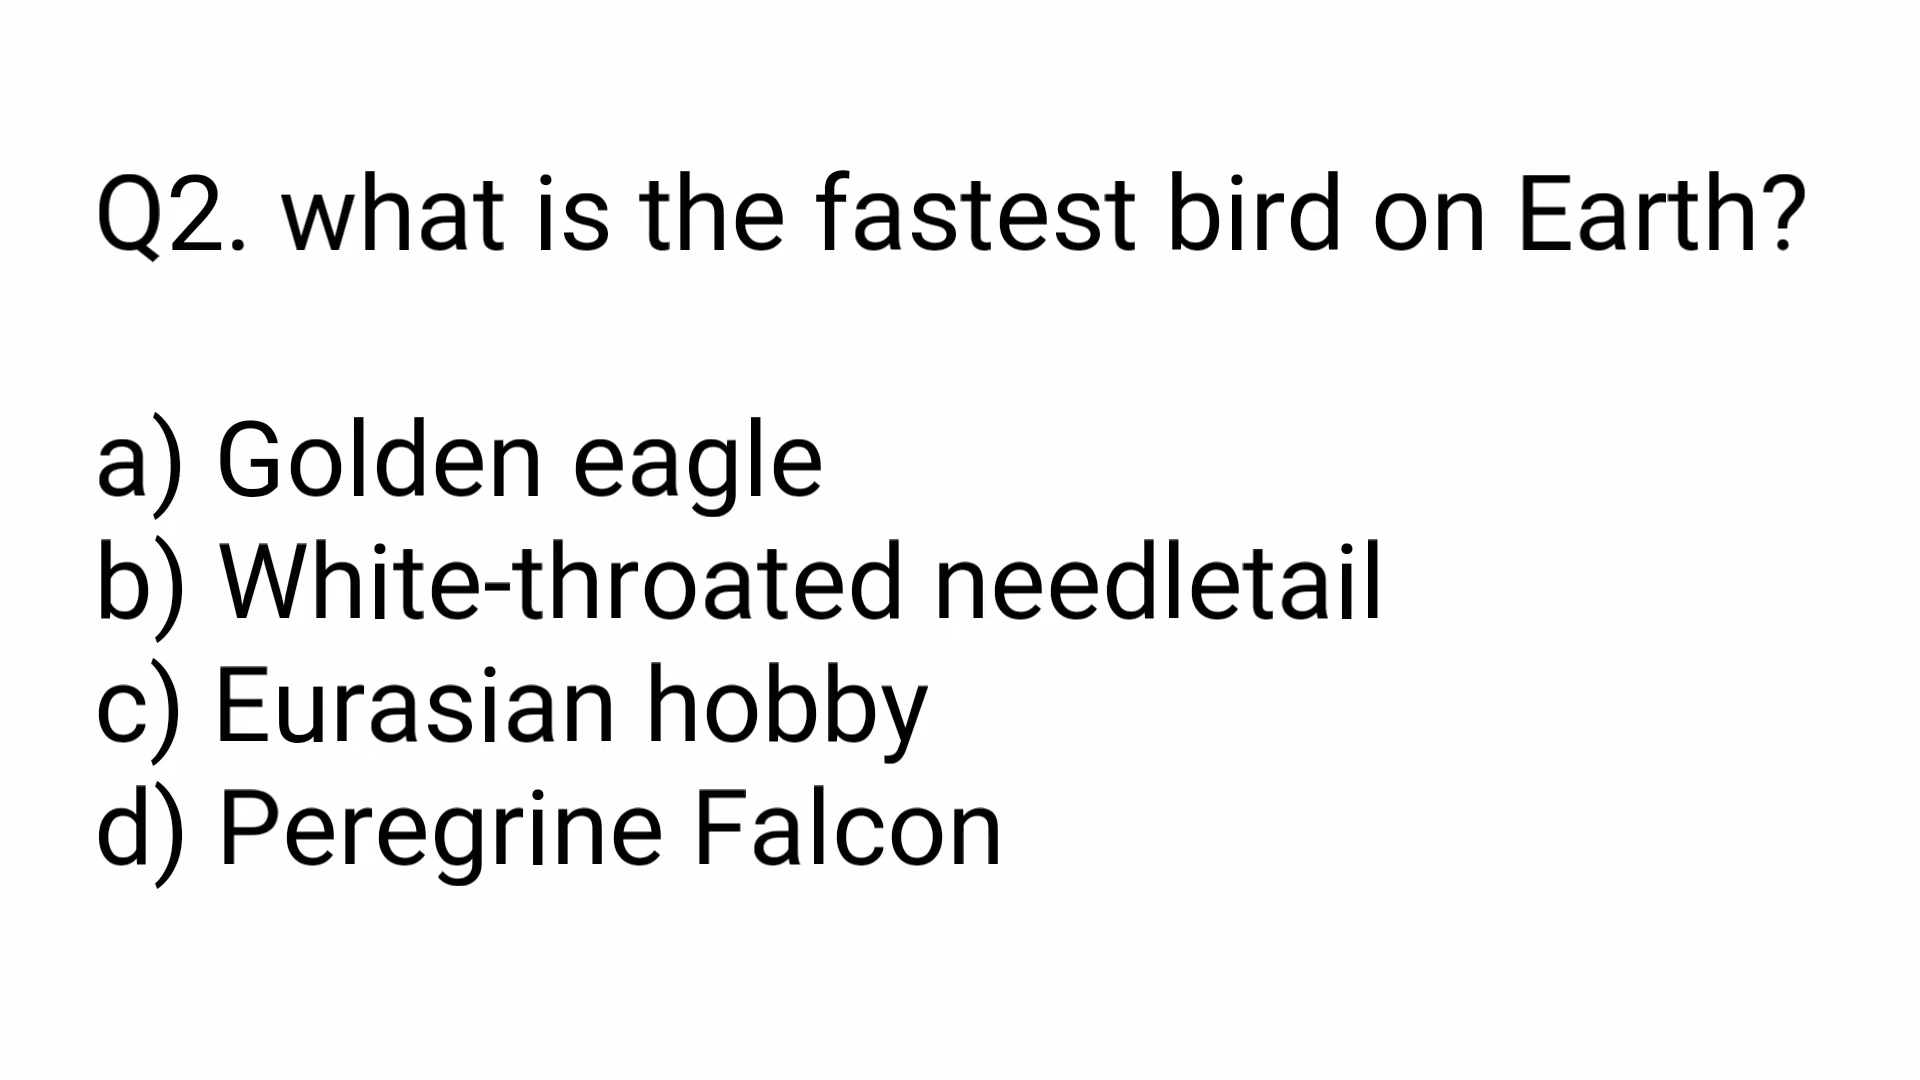 Q2. what is the fastest bird on Earth?
a) Golden eagle
b) White-throated needletail
c) Eurasian hobby
d) Peregrine Falcon